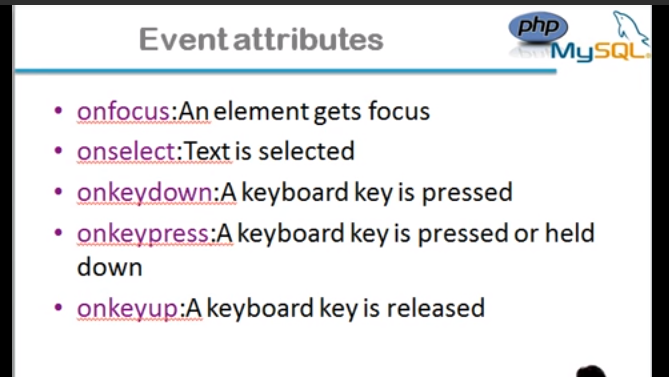 Event attributes
php
MySQL
• onfocus:An element gets focus
• onselect:Text is selected
• onkeydown:A keyboard key is pressed
• onkeypress:A keyboard key is pressed or held
down
• onkeyup:A keyboard key is released